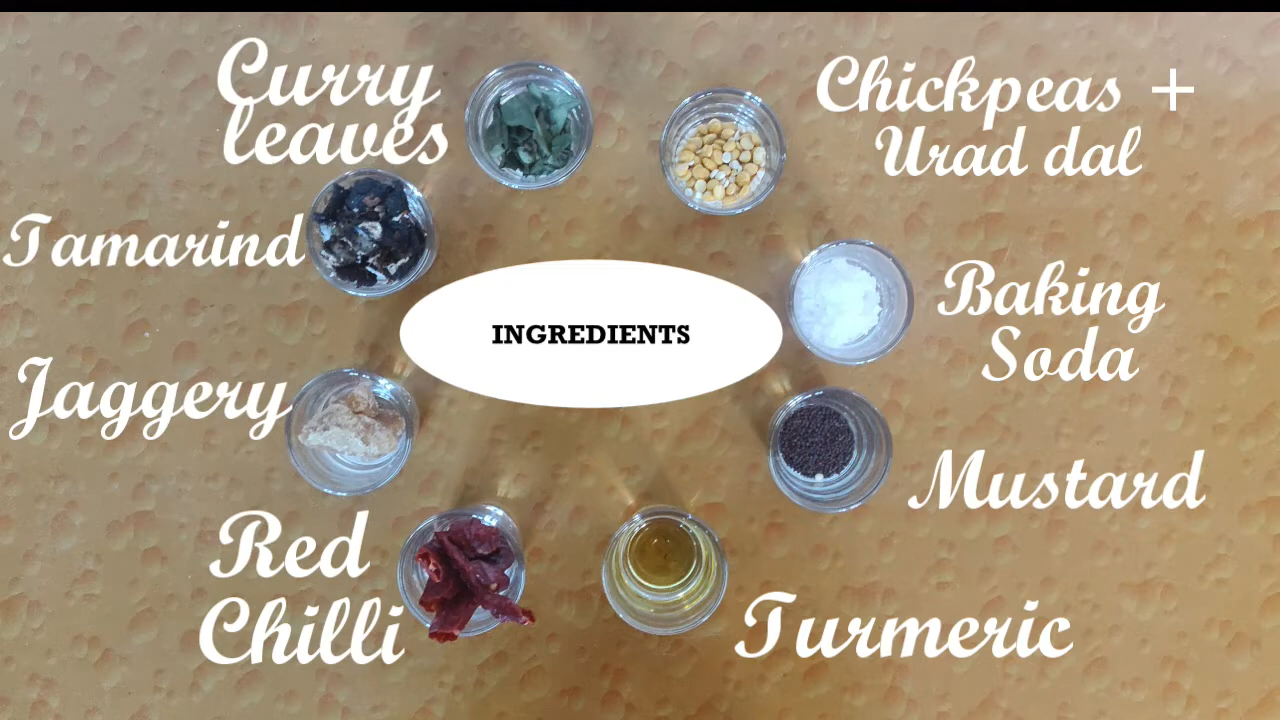 Curry
leaves
Chickpeas +
Urad dal
Tamarind
Baking
Soda
INGREDIENTS
Jaggery
Mustard
Red
Chilli
Turmeric